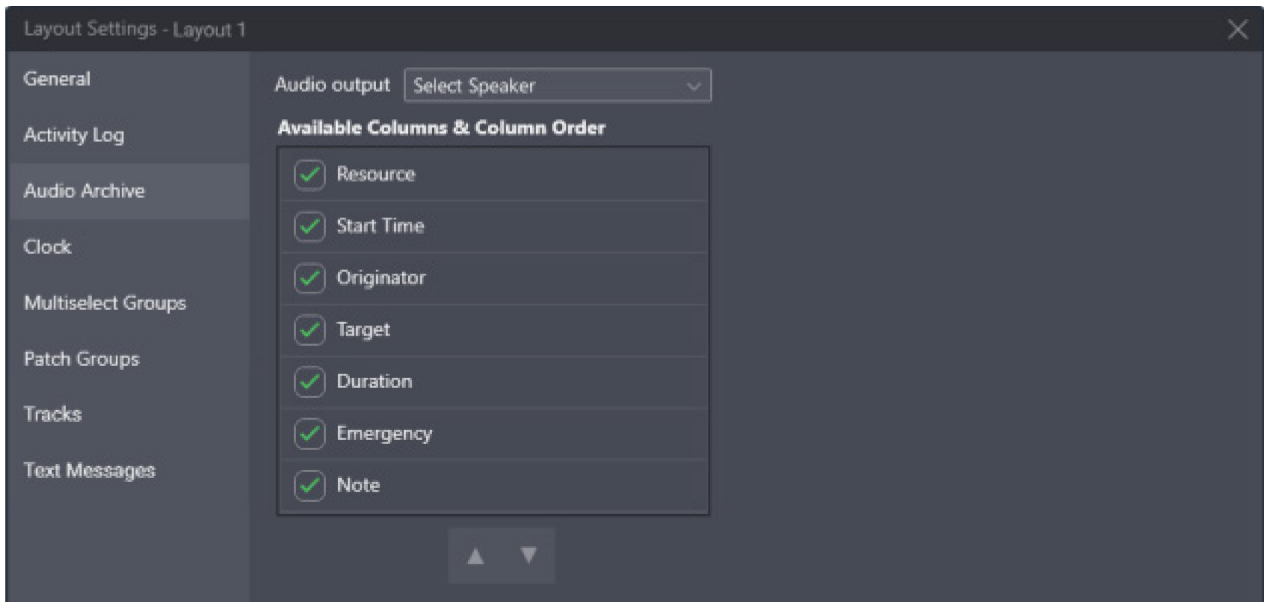 Layout Settings - Layout 1
General
Activity Log
Audio Archive
Clock
Multiselect Groups
Patch Groups
Tracks
Text Messages
Audio output Select Speaker
Available Columns & Column Order
Resource
Start Time
Originator
Target
Duration
Emergency
Note